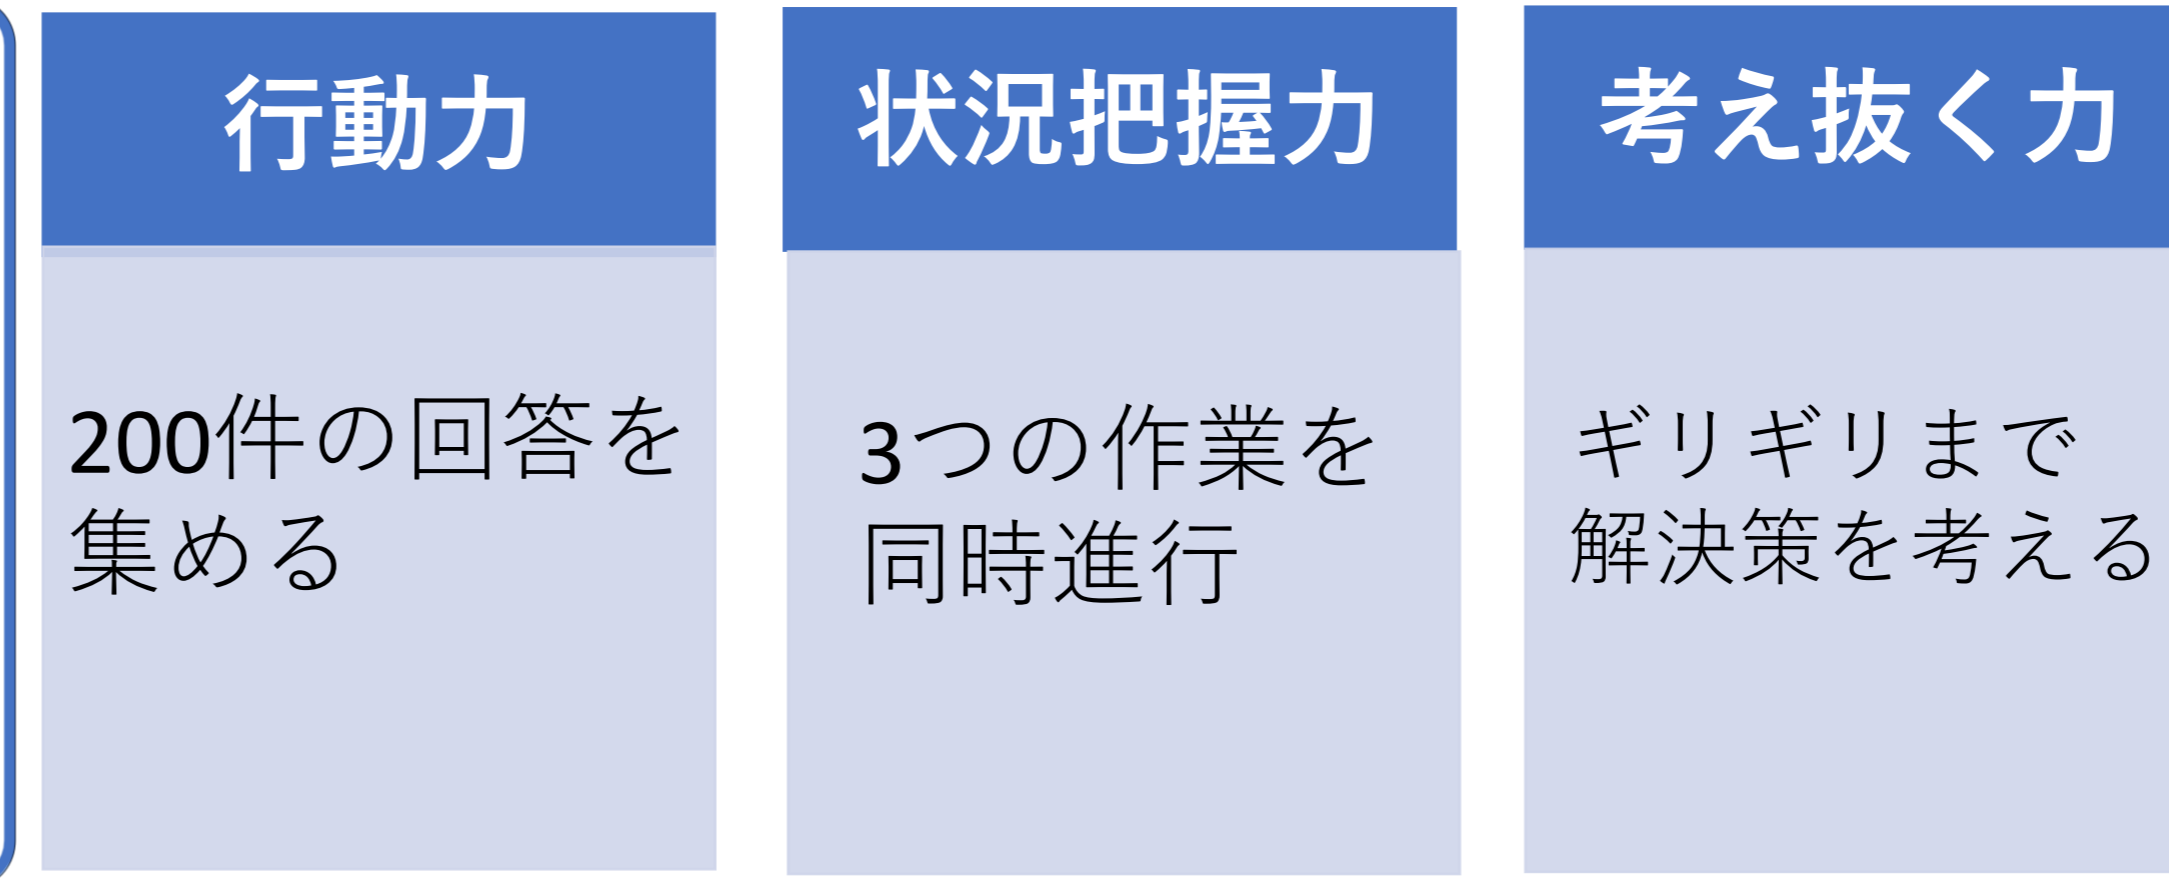 行動力
200件の回答を
集める
状況把握力
3つの作業を
同時進行
考え抜く力
ギリギリまで
解決策を考える